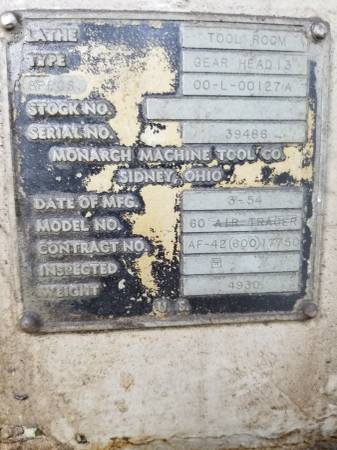 LATHE TOOL ROOM
TYPE GEAR HEAD 13
SPECS. 00-L-00127A
STOCK NO.
SERIAL NO. 39486
MONARCH MACHINE TOOL CO.
SIDNEY, OHIO
DATE OF MFG. 3-54
MODEL NO. 60 AIR TRACER
CONTRACT NO. AF-42(600)17750
INSPECTED
WEIGHT 4930
U S